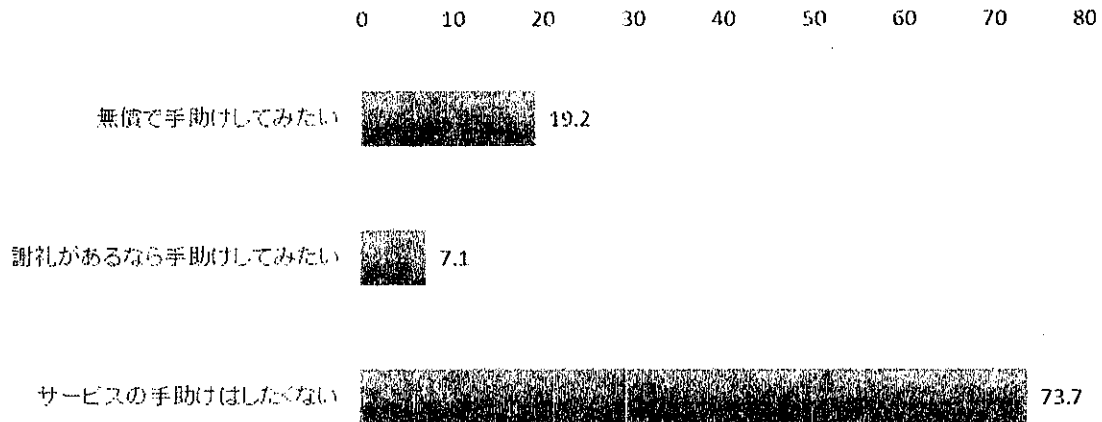 0 10 20 30 40 50 60 70 80
無償で手助けしてみたい 19.2
謝礼があるなら手助けしてみたい 7.1
サービスの手助けはしたくない 73.7